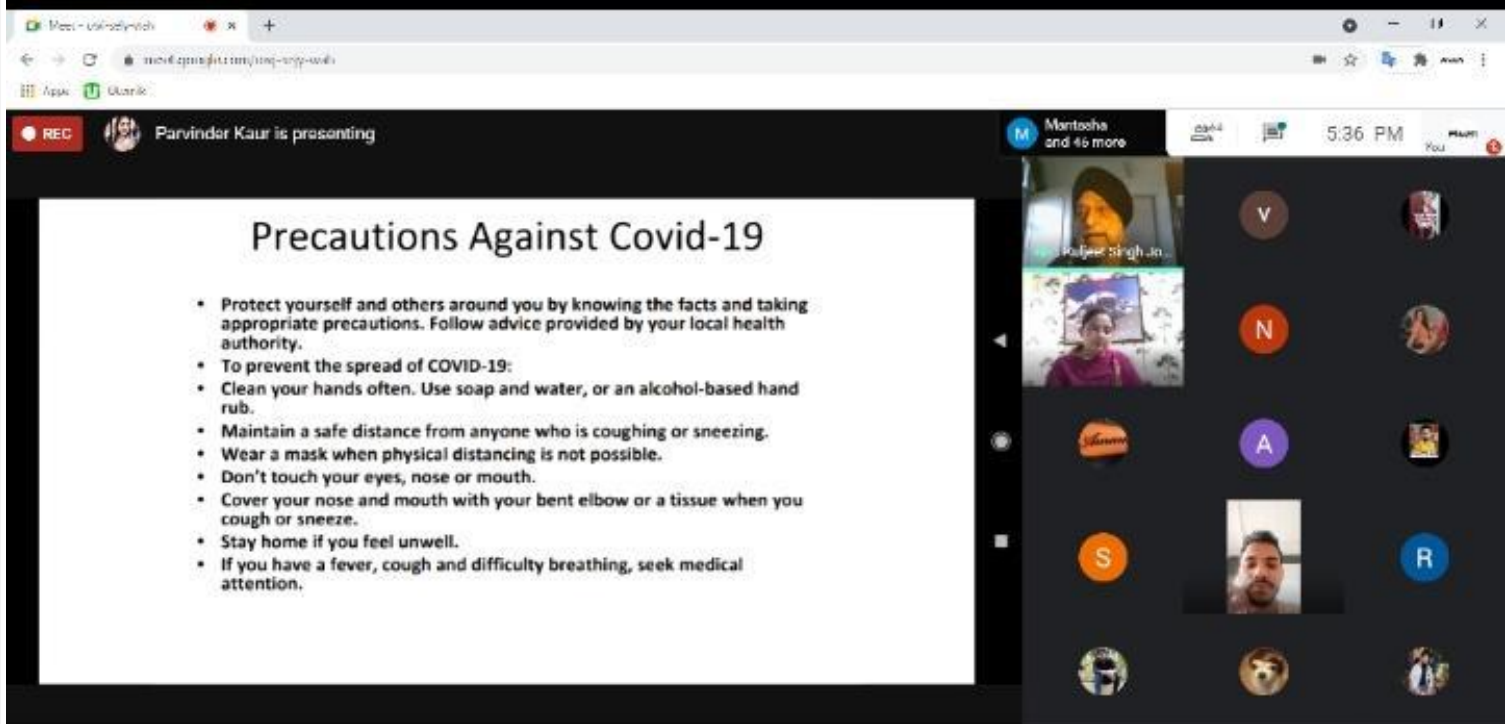 Apps
REC
Parvinder Kaur is presenting
M
Mantasha
and 46 more
5:36 PM
You
Precautions Against Covid-19
• Protect yourself and others around you by knowing the facts and taking
appropriate precautions. Follow advice provided by your local health
authority.
• To prevent the spread of COVID-19:
• Clean your hands often. Use soap and water, or an alcohol-based hand
rub.
• Maintain a safe distance from anyone who is coughing or sneezing.
• Wear a mask when physical distancing is not possible.
• Don't touch your eyes, nose or mouth.
• Cover your nose and mouth with your bent elbow or a tissue when you
cough or sneeze.
• Stay home if you feel unwell.
• If you have a fever, cough and difficulty breathing, seek medical
attention.
Kuljeet Singh Jo...
V
N
A
S
R